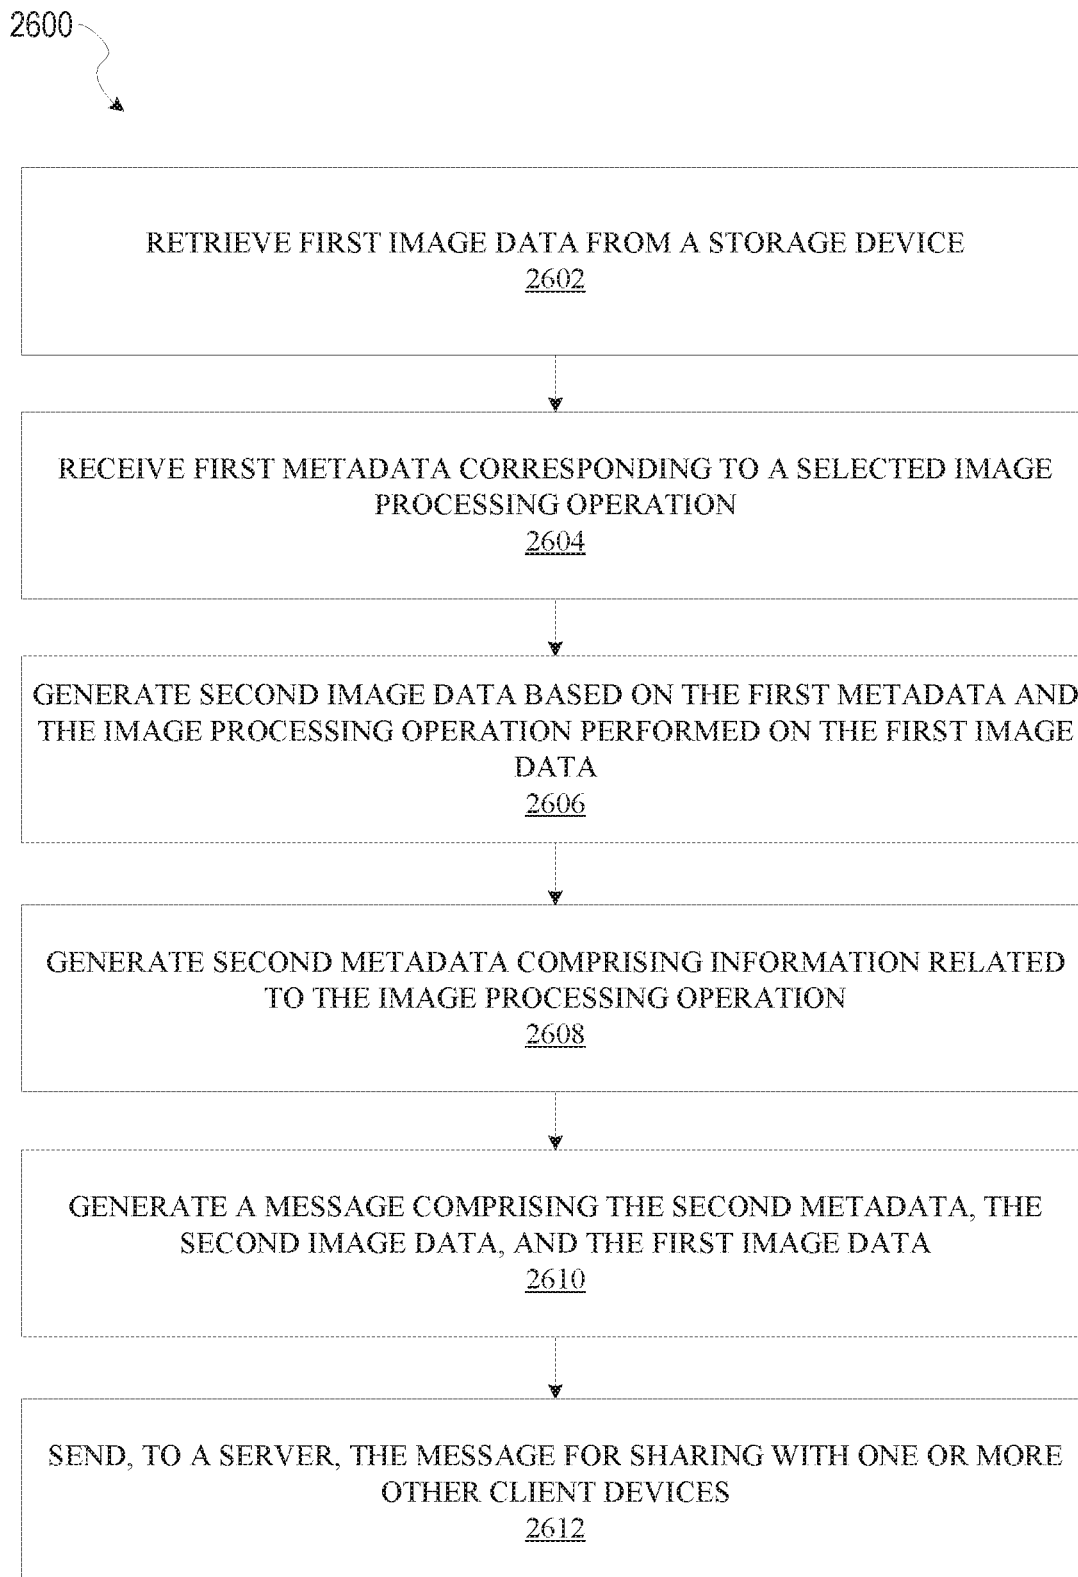 2600
RETRIEVE FIRST IMAGE DATA FROM A STORAGE DEVICE
2602
RECEIVE FIRST METADATA CORRESPONDING TO A SELECTED IMAGE
PROCESSING OPERATION
2604
GENERATE SECOND IMAGE DATA BASED ON THE FIRST METADATA AND
THE IMAGE PROCESSING OPERATION PERFORMED ON THE FIRST IMAGE
DATA
2606
GENERATE SECOND METADATA COMPRISING INFORMATION RELATED
TO THE IMAGE PROCESSING OPERATION
2608
GENERATE A MESSAGE COMPRISING THE SECOND METADATA, THE
SECOND IMAGE DATA, AND THE FIRST IMAGE DATA
2610
SEND, TO A SERVER, THE MESSAGE FOR SHARING WITH ONE OR MORE
OTHER CLIENT DEVICES
2612